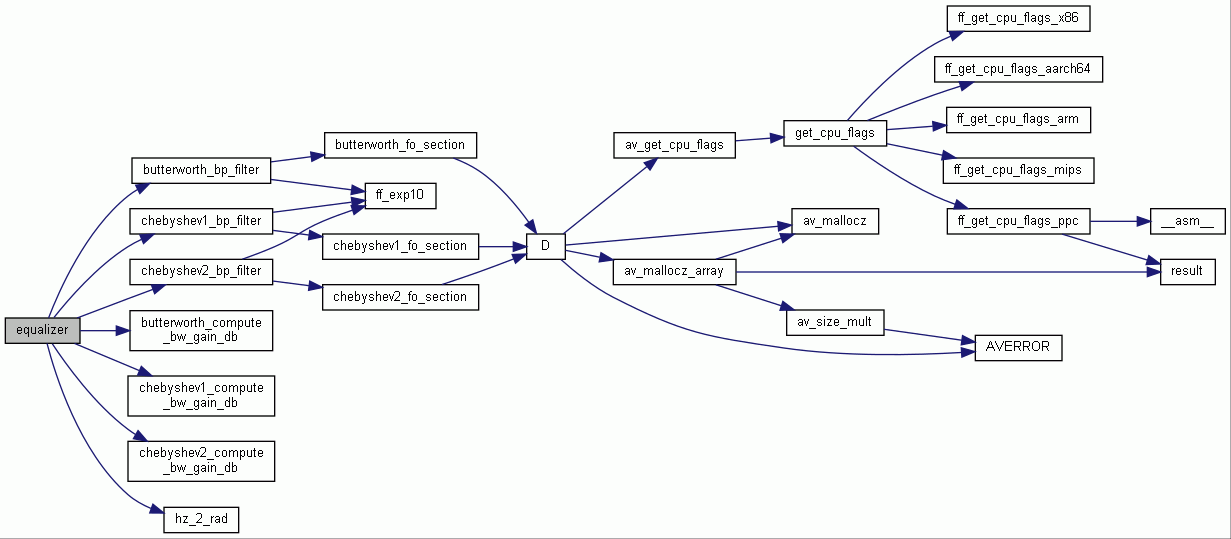 equalizer
butterworth_bp_filter
chebyshev1_bp_filter
chebyshev2_bp_filter
butterworth_compute
_bw_gain_db
chebyshev1_compute
_bw_gain_db
chebyshev2_compute
_bw_gain_db
hz_2_rad
butterworth_fo_section
ff_exp10
chebyshev1_fo_section
chebyshev2_fo_section
D
av_get_cpu_flags
av_mallocz_array
get_cpu_flags
av_mallocz
av_size_mult
ff_get_cpu_flags_x86
ff_get_cpu_flags_aarch64
ff_get_cpu_flags_arm
ff_get_cpu_flags_mips
ff_get_cpu_flags_ppc
AVERROR
__asm__
result